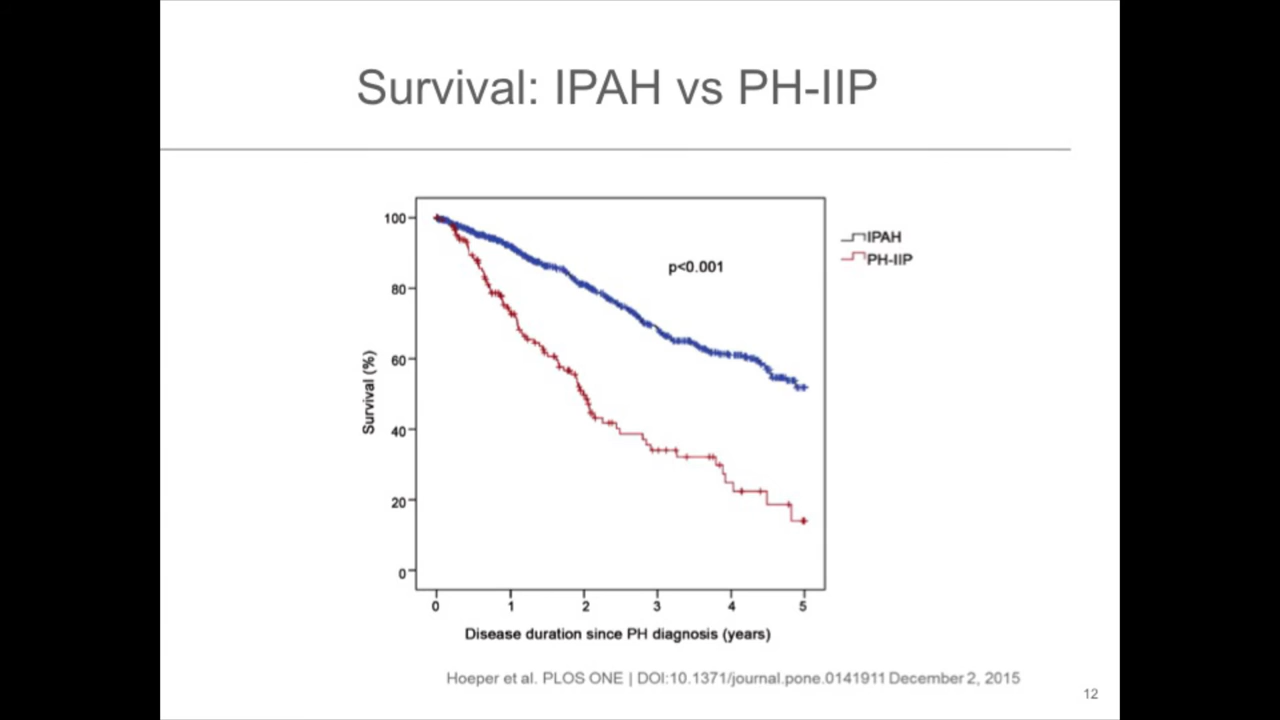 Survival: IPAH vs PH-IIP
100
80
60
40
20
0
Survival (%)
p<0.001
IPAH
PH-IIP
0 1 2 3 4 5
Disease duration since PH diagnosis (years)
Hoeper et al. PLOS ONE | DOI:10.1371/journal.pone.0141911 December 2, 2015
12